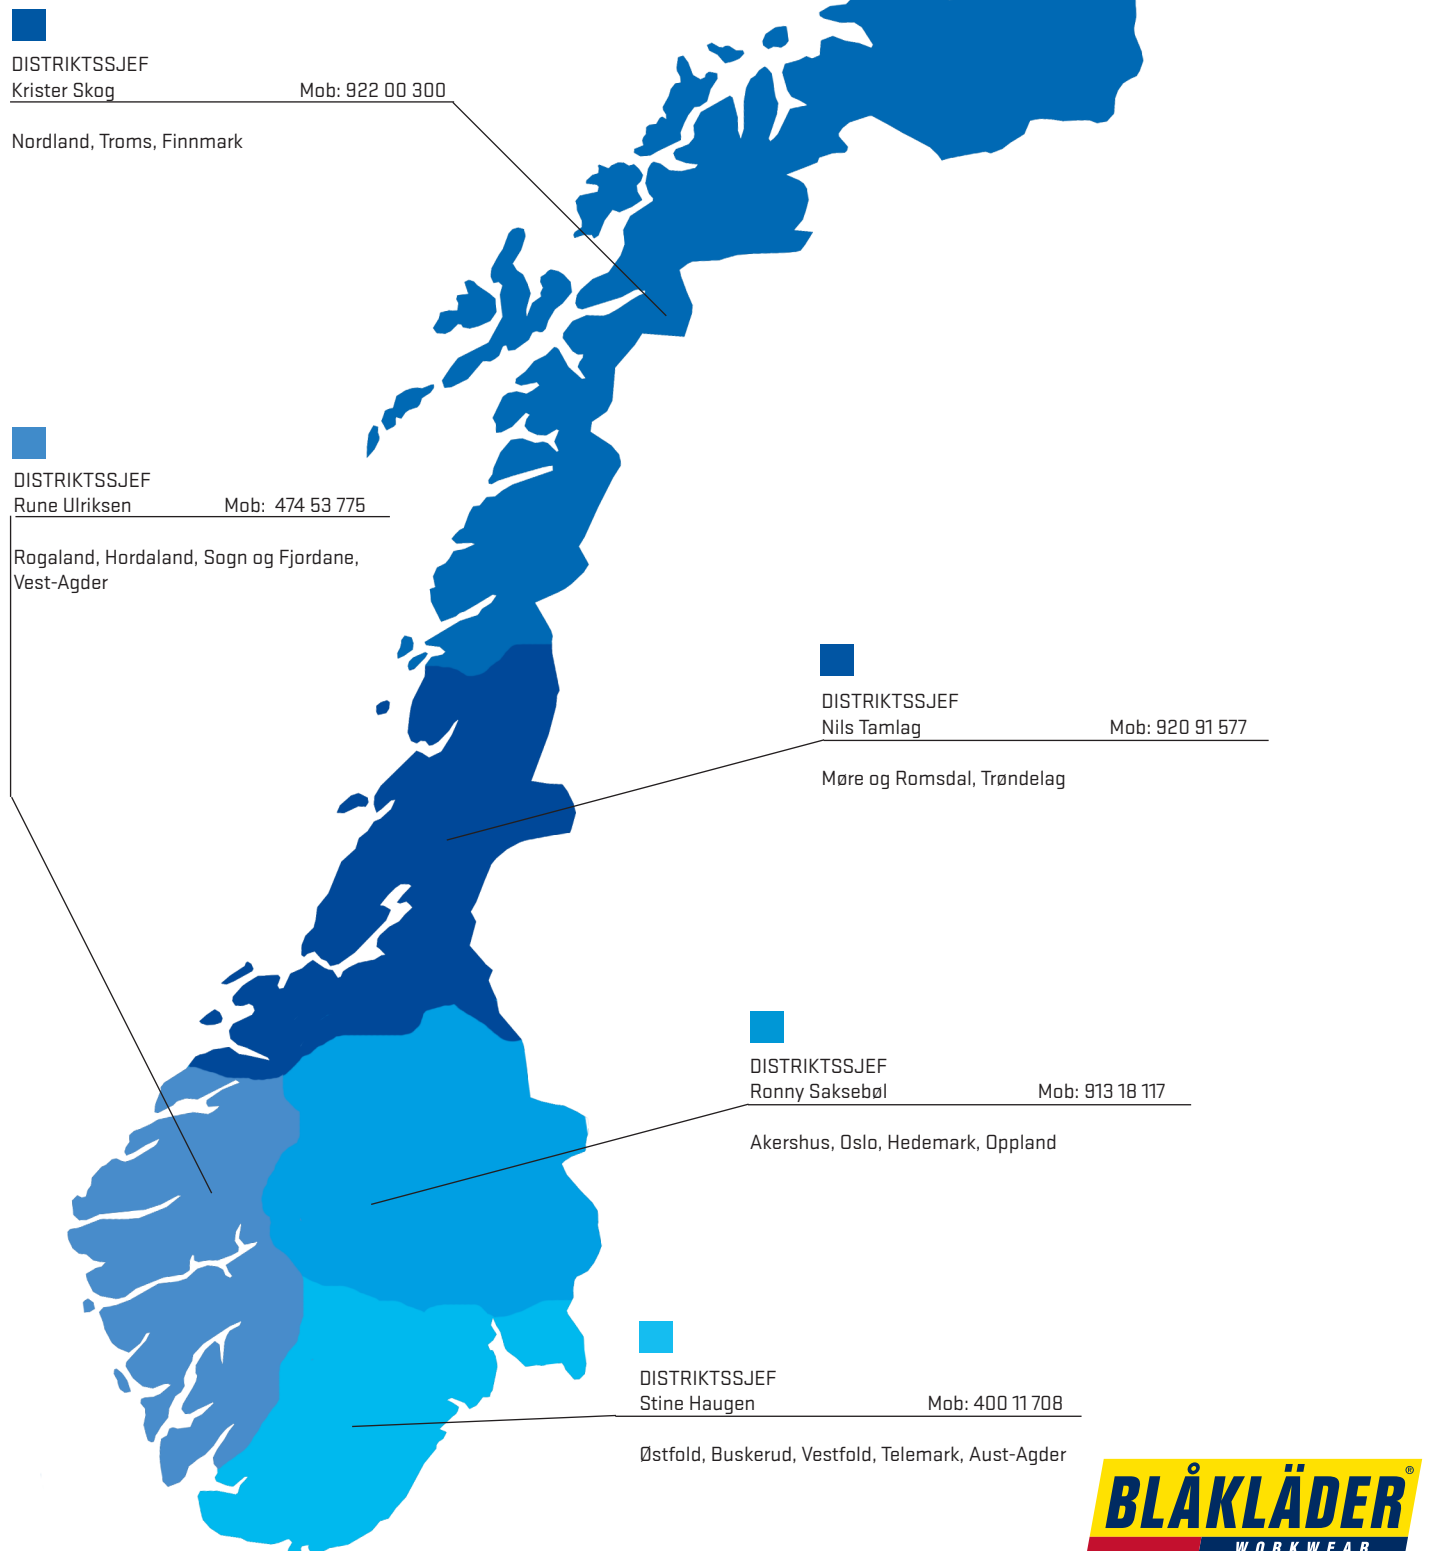 DISTRIKTSSJEF
Krister Skog Mob: 922 00 300
Nordland, Troms, Finnmark
DISTRIKTSSJEF
Rune Ulriksen Mob: 474 53 775
Rogaland, Hordaland, Sogn og Fjordane,
Vest-Agder
DISTRIKTSSJEF
Nils Tamlag Mob: 920 91 577
Møre og Romsdal, Trøndelag
DISTRIKTSSJEF
Ronny Saksebøl Mob: 913 18 117
Akershus, Oslo, Hedemark, Oppland
DISTRIKTSSJEF
Stine Haugen Mob: 400 11 708
Østfold, Buskerud, Vestfold, Telemark, Aust-Agder
BLÅKLÄDER®
WORKWEAR